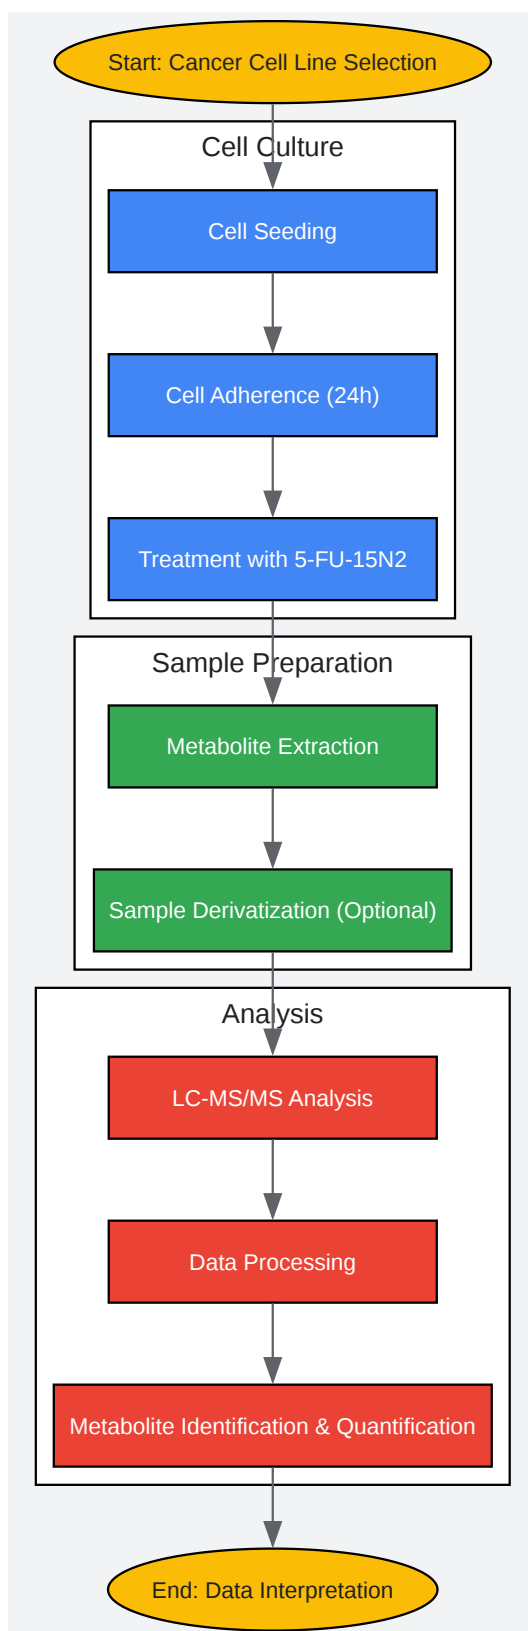 Start: Cancer Cell Line Selection
Cell Culture
Cell Seeding
Cell Adherence (24h)
Treatment with 5-FU-15N2
Sample Preparation
Metabolite Extraction
Sample Derivatization (Optional)
Analysis
LC-MS/MS Analysis
Data Processing
Metabolite Identification & Quantification
End: Data Interpretation